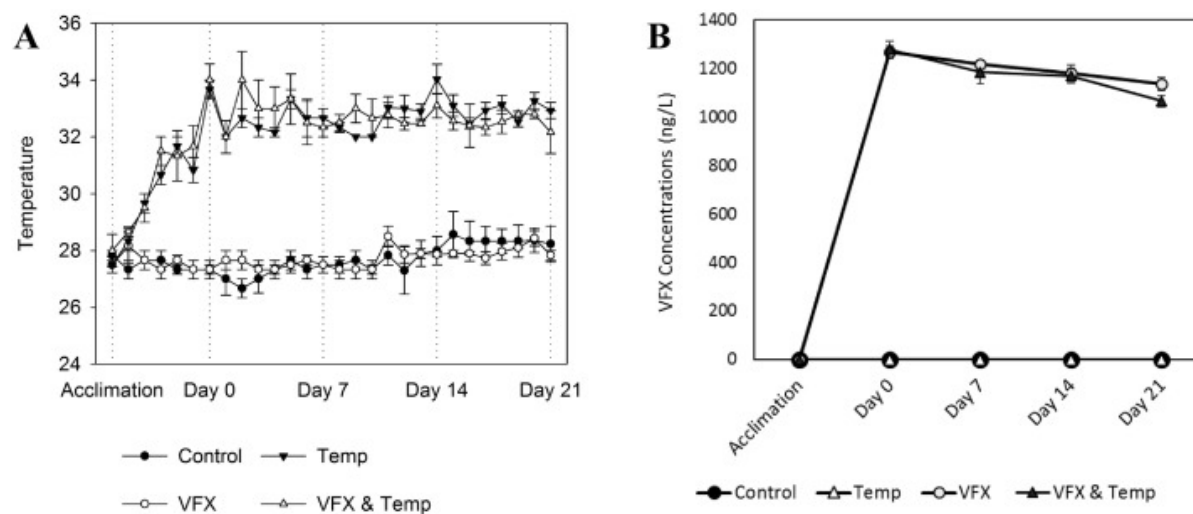 A
Temperature
36
34
32
30
28
26
24
Acclimation Day 0 Day 7 Day 14 Day 21
Control Temp
VFX VFX & Temp
B
VFX Concentrations (ng/L)
1400
1200
1000
800
600
400
200
0
Acclimation Day 0 Day 7 Day 14 Day 21
Control Temp VFX VFX & Temp